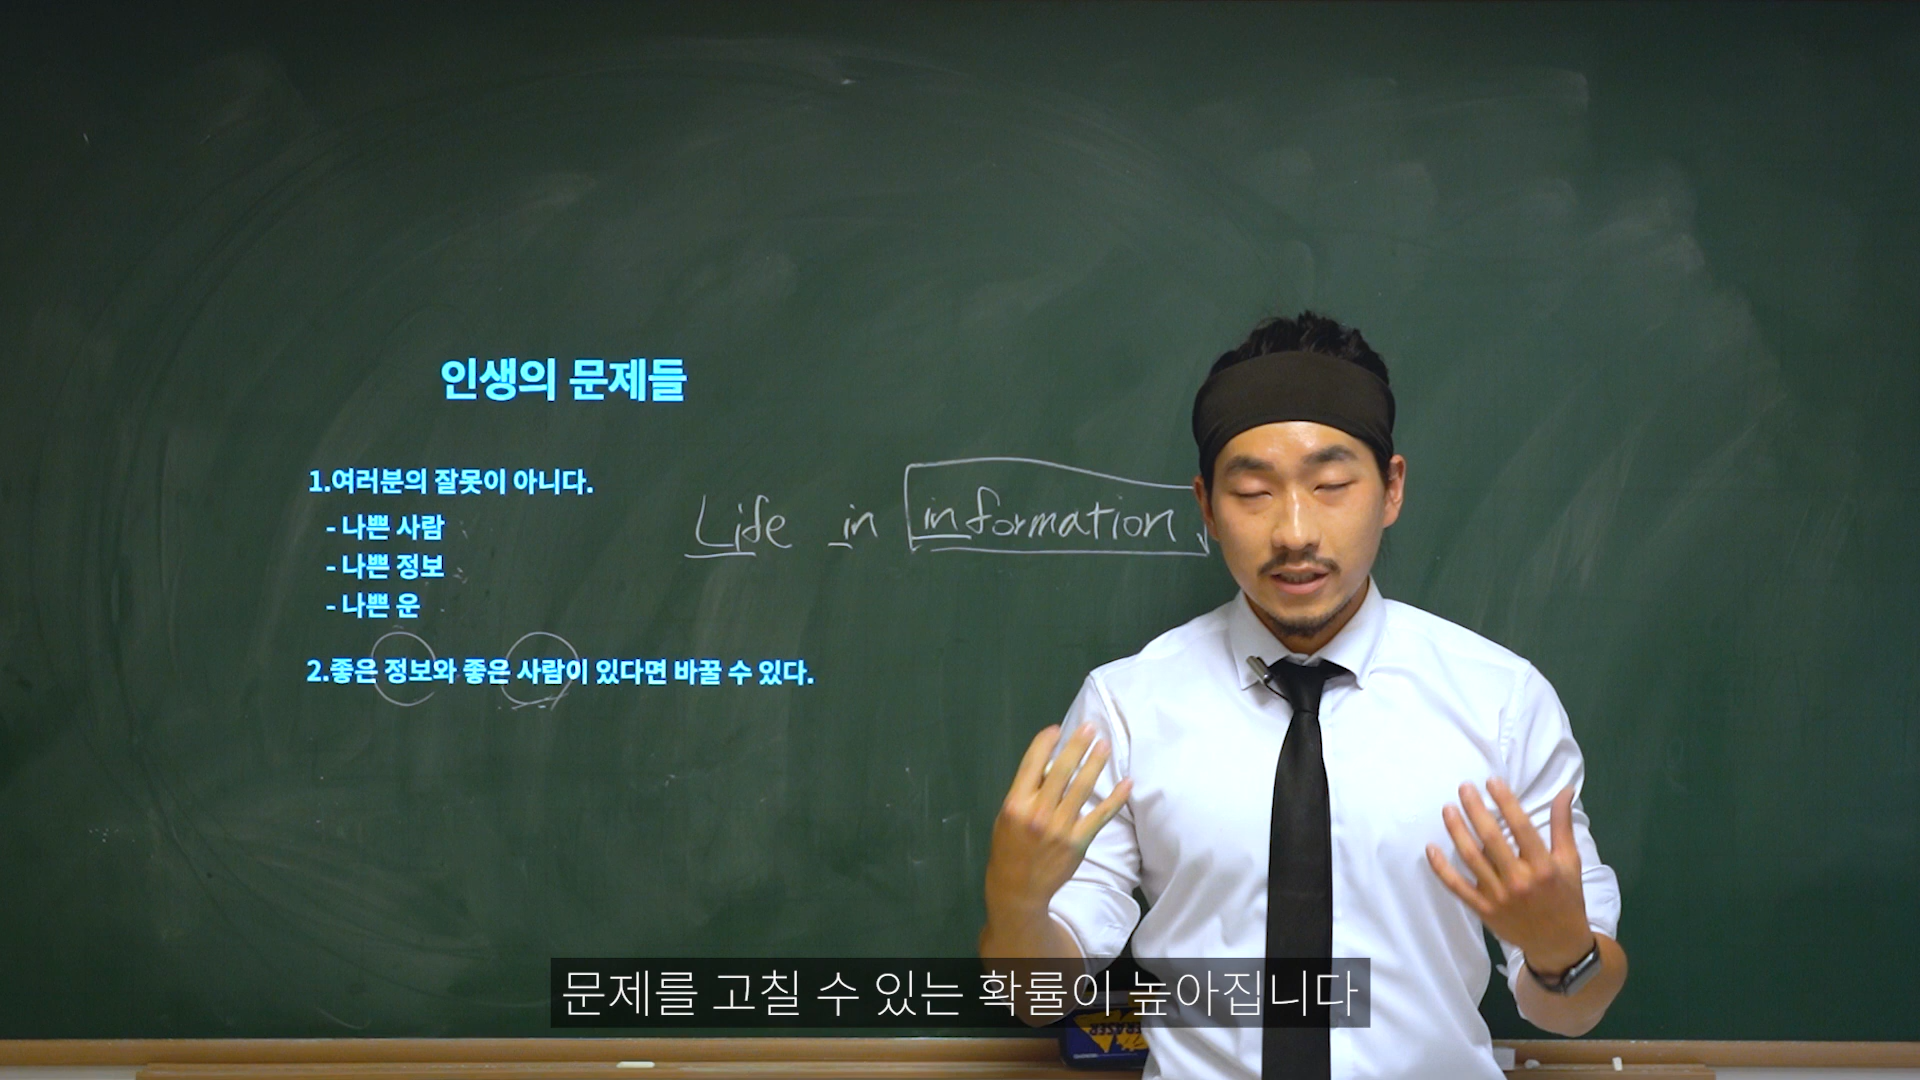 인생의 문제들
1.여러분의 잘못이 아니다.
- 나쁜 사람
- 나쁜 정보
- 나쁜 운
2.좋은 정보와 좋은 사람이 있다면 바꿀 수 있다.
Life in information
문제를 고칠 수 있는 확률이 높아집니다
ERASER